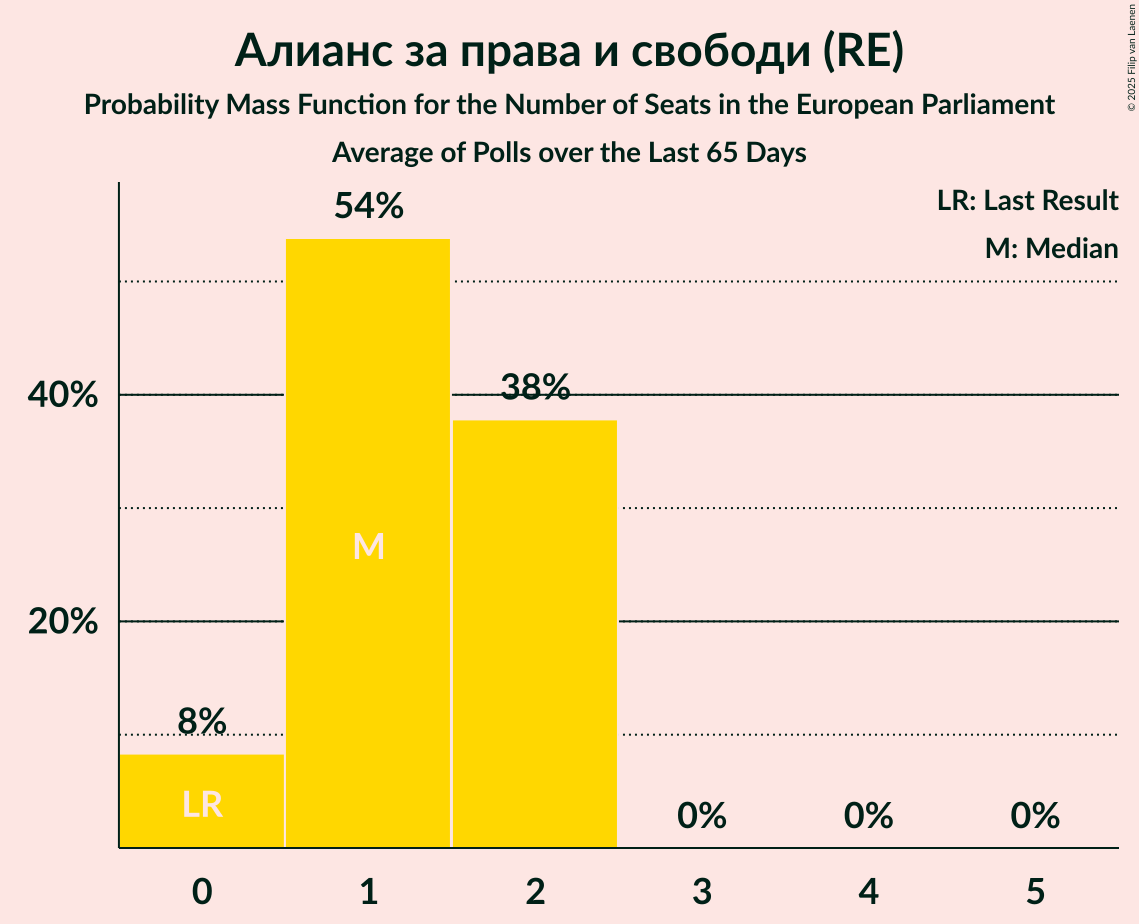 Алианс за права и свободи (RE)
Probability Mass Function for the Number of Seats in the European Parliament
Average of Polls over the Last 65 Days
© 2025 Filip van Laenen
LR: Last Result
M: Median
54%
40%
38%
M
20%
8%
LR
0%
0%
0%
0
1
2
3
4
5